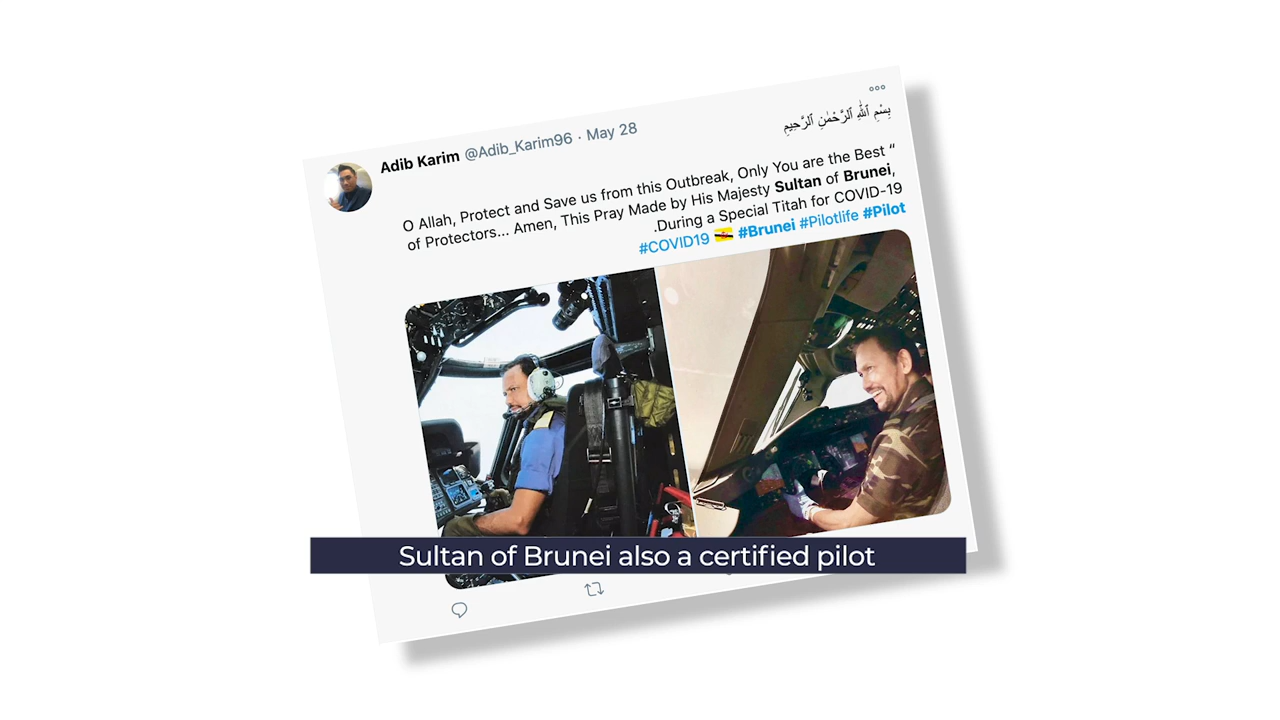 Adib Karim @Adib_Karim96 · May 28
بِسْمِ ٱللَّٰهِ ٱلرَّحْمَٰنِ ٱلرَّحِيمِ
O Allah, Protect and Save us from this Outbreak, Only You are the Best “
of Protectors... Amen, This Pray Made by His Majesty Sultan of Brunei,
.During a Special Titah for COVID-19
#COVID19 🇧🇳 #Brunei #Pilotlife #Pilot
Sultan of Brunei also a certified pilot